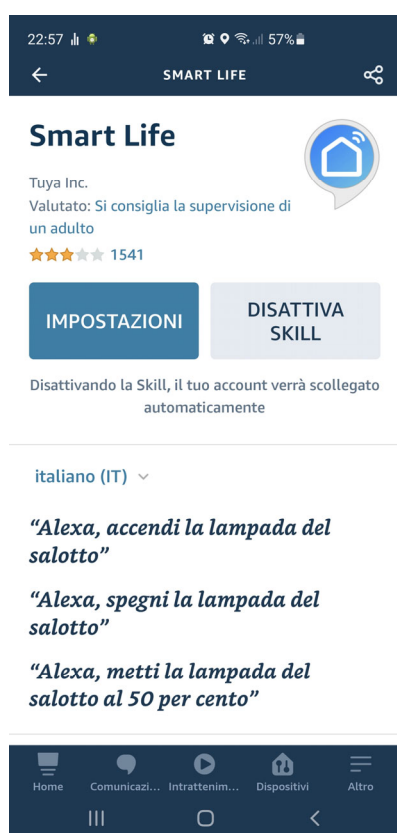 22:57 57%
SMART LIFE
Smart Life
Tuya Inc.
Valutato: Si consiglia la supervisione di
un adulto
1541
IMPOSTAZIONI
DISATTIVA
SKILL
Disattivando la Skill, il tuo account verrà scollegato
automaticamente
italiano (IT)
“Alexa, accendi la lampada del
salotto”
“Alexa, spegni la lampada del
salotto”
“Alexa, metti la lampada del
salotto al 50 per cento”
Home Comunicazi... Intrattenim... Dispositivi Altro